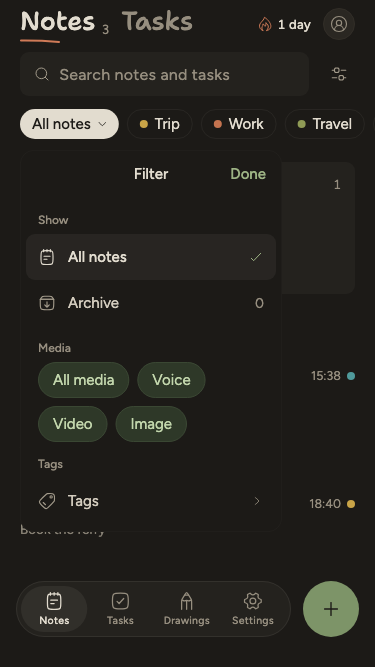 Notes 3 Tasks 1 day
Search notes and tasks
All notes Trip Work Travel
Filter Done
1
Show
All notes
Archive 0
Media
All media Voice
15:38
Video Image
Tags
Tags
18:40
book the ferry
Notes Tasks Drawings Settings